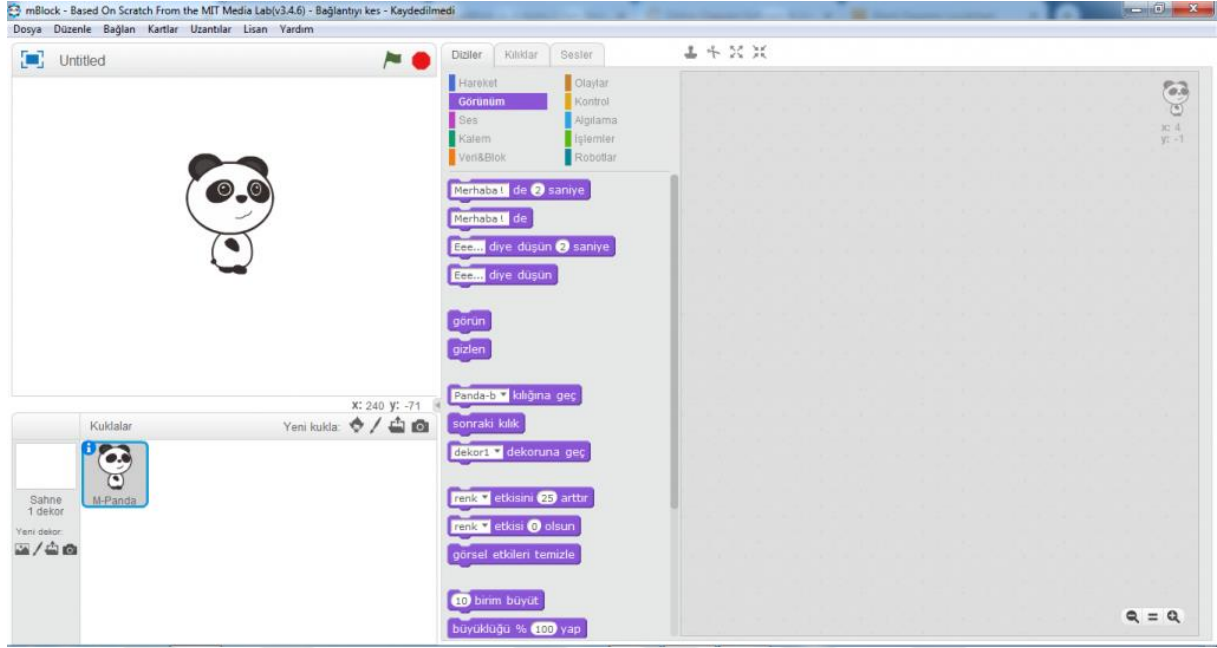 mBlock - Based On Scratch From the MIT Media Lab(v3.4.6) - Bağlantıyı kes - Kaydedilmedi
Dosya Düzenle Bağlan Kartlar Uzantılar Lisan Yardım
Untitled
X: 240 y: -71
Kuklalar
Yeni kukla:
Sahne
1 dekor
Yeni dekor:
M-Panda
Diziler Kılıklar Sesler
Hareket Olaylar
Görünüm Kontrol
Ses Algılama
Kalem İşlemler
Veri&Blok Robotlar
Merhaba! de 2 saniye
Merhaba! de
Eee... diye düşün 2 saniye
Eee... diye düşün
görün
gizlen
Panda-b kılığına geç
sonraki kılık
dekor1 dekoruna geç
renk etkisini 25 arttır
renk etkisi 0 olsun
görsel etkileri temizle
10 birim büyüt
büyüklüğü % 100 yap
x: 4
y: -1